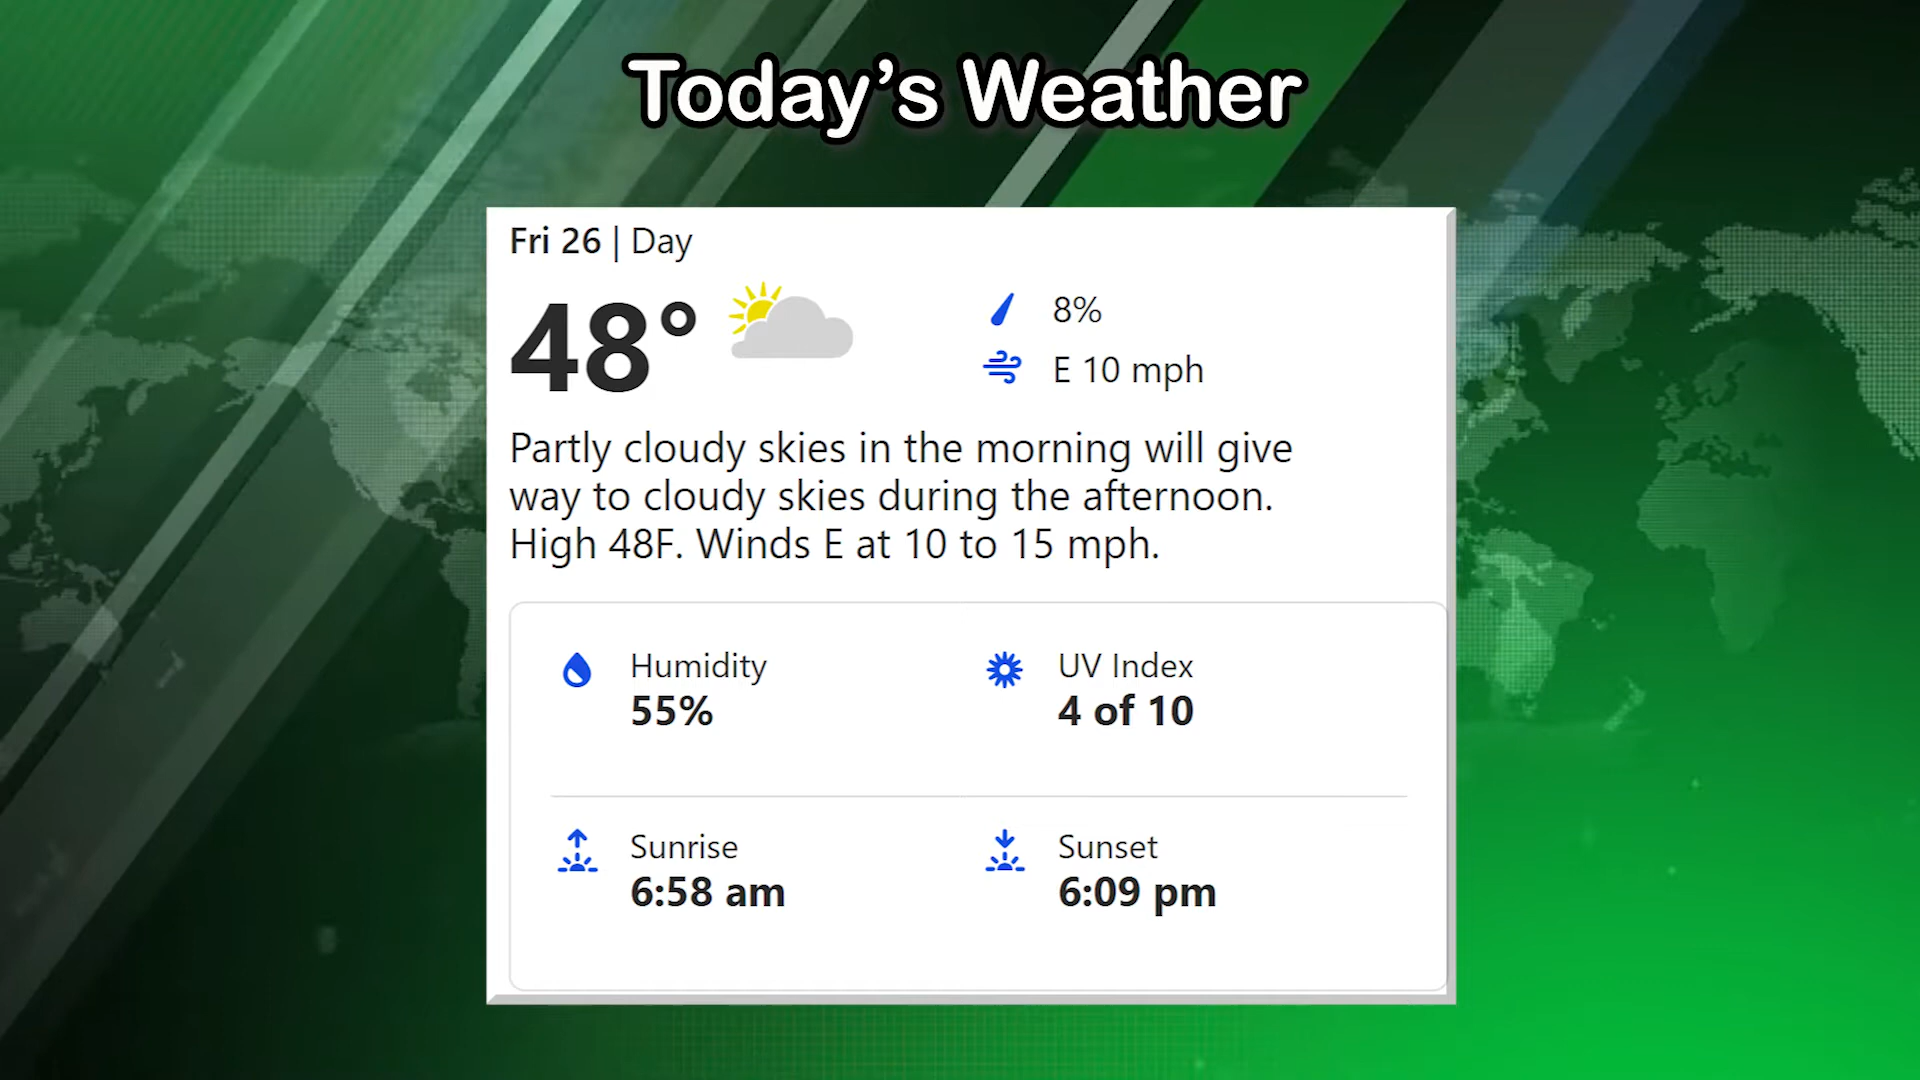 Today’s Weather
Fri 26 | Day
48°
8%
E 10 mph
Partly cloudy skies in the morning will give
way to cloudy skies during the afternoon.
High 48F. Winds E at 10 to 15 mph.
Humidity
55%
UV Index
4 of 10
Sunrise
6:58 am
Sunset
6:09 pm